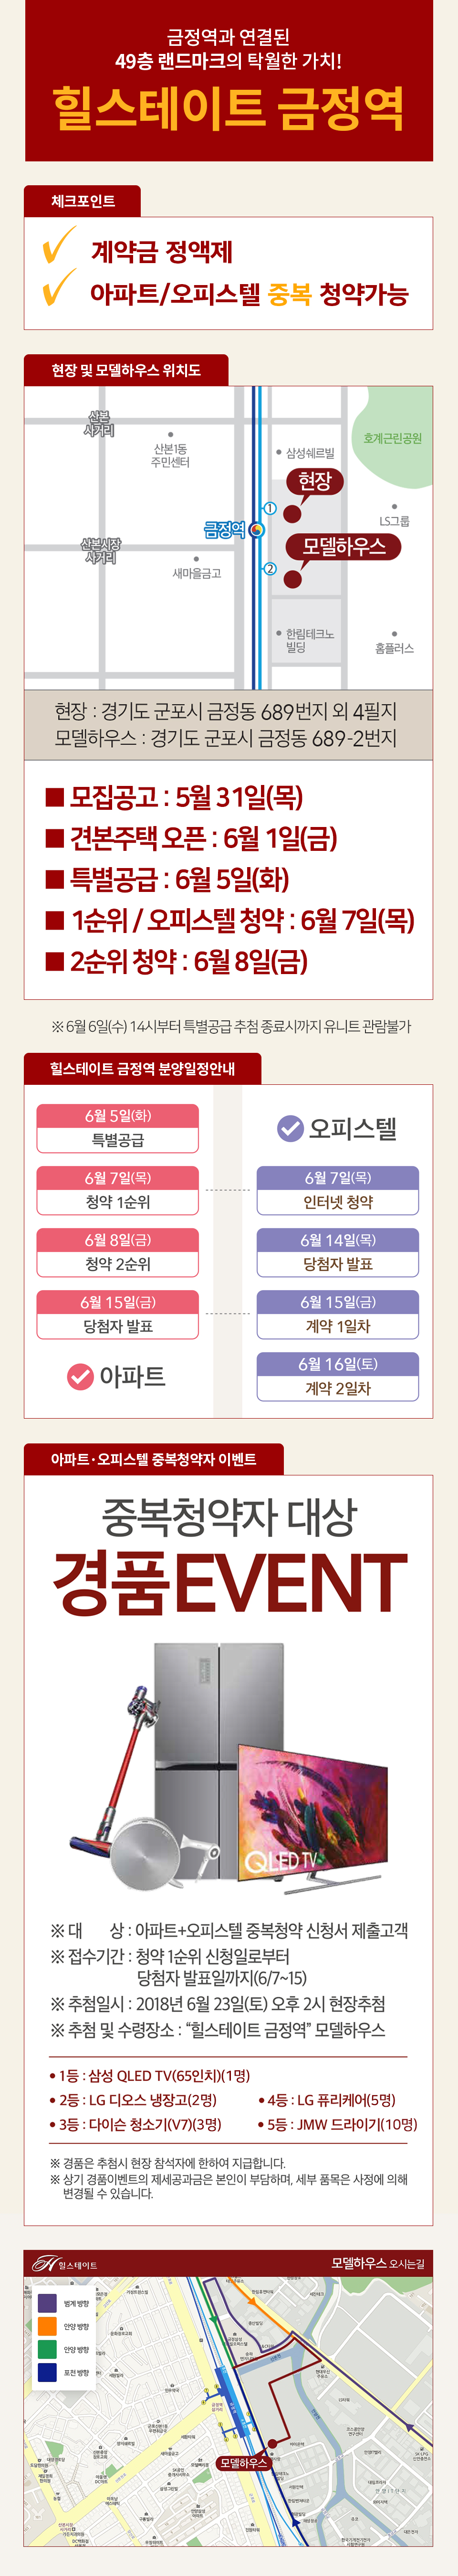 금정역과 연결된
49층 랜드마크의 탁월한 가치!
힐스테이트 금정역
체크포인트
계약금 정액제
아파트/오피스텔 중복 청약가능
현장 및 모델하우스 위치도
산본
사거리
산본1동
주민센터
삼성쉐르빌
호계근린공원
현장
1
LS그룹
금정역
모델하우스
산본시장
사거리
새마을금고
2
한림테크노
빌딩
홈플러스
현장 : 경기도 군포시 금정동 689번지 외 4필지
모델하우스 : 경기도 군포시 금정동 689-2번지
■ 모집공고 : 5월 31일(목)
■ 견본주택 오픈 : 6월 1일(금)
■ 특별공급 : 6월 5일(화)
■ 1순위 / 오피스텔 청약 : 6월 7일(목)
■ 2순위 청약 : 6월 8일(금)
※ 6월 6일(수) 14시부터 특별공급 추첨 종료시까지 유니트 관람불가
힐스테이트 금정역 분양일정안내
6월 5일(화)
특별공급
오피스텔
6월 7일(목)
청약 1순위
6월 7일(목)
인터넷 청약
6월 8일(금)
청약 2순위
6월 14일(목)
당첨자 발표
6월 15일(금)
당첨자 발표
6월 15일(금)
계약 1일차
아파트
6월 16일(토)
계약 2일차
아파트·오피스텔 중복청약자 이벤트
중복청약자 대상
경품EVENT
QLED TV
※ 대 상 : 아파트+오피스텔 중복청약 신청서 제출고객
※ 접수기간 : 청약 1순위 신청일로부터
당첨자 발표일까지(6/7~15)
※ 추첨일시 : 2018년 6월 23일(토) 오후 2시 현장추첨
※ 추첨 및 수령장소 : “힐스테이트 금정역” 모델하우스
• 1등 : 삼성 QLED TV(65인치)(1명)
• 2등 : LG 디오스 냉장고(2명)
• 4등 : LG 퓨리케어(5명)
• 3등 : 다이슨 청소기(V7)(3명)
• 5등 : JMW 드라이기(10명)
※ 경품은 추첨시 현장 참석자에 한하여 지급합니다.
※ 상기 경품이벤트의 제세공과금은 본인이 부담하며, 세부 품목은 사정에 의해
변경될 수 있습니다.
힐스테이트
모델하우스 오시는길
범계 방향
안양 방향
안양 방향
포천 방향
모델하우스